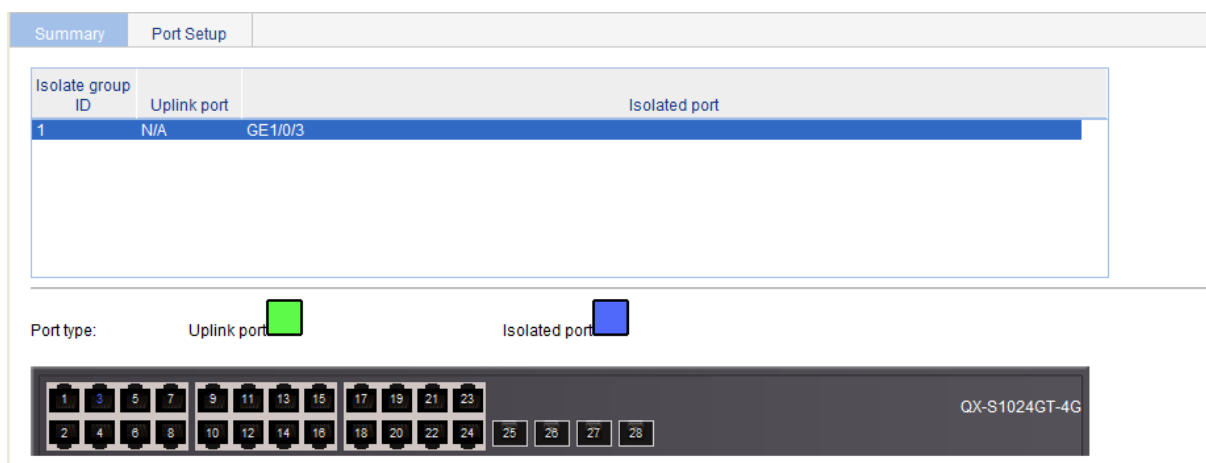 Summary Port Setup
Isolate group
ID Uplink port Isolated port
1 N/A GE1/0/3
Port type: Uplink port Isolated port
1 3 5 7 9 11 13 15 17 19 21 23
QX-S1024GT-4G
2 4 6 8 10 12 14 16 18 20 22 24 25 26 27 28